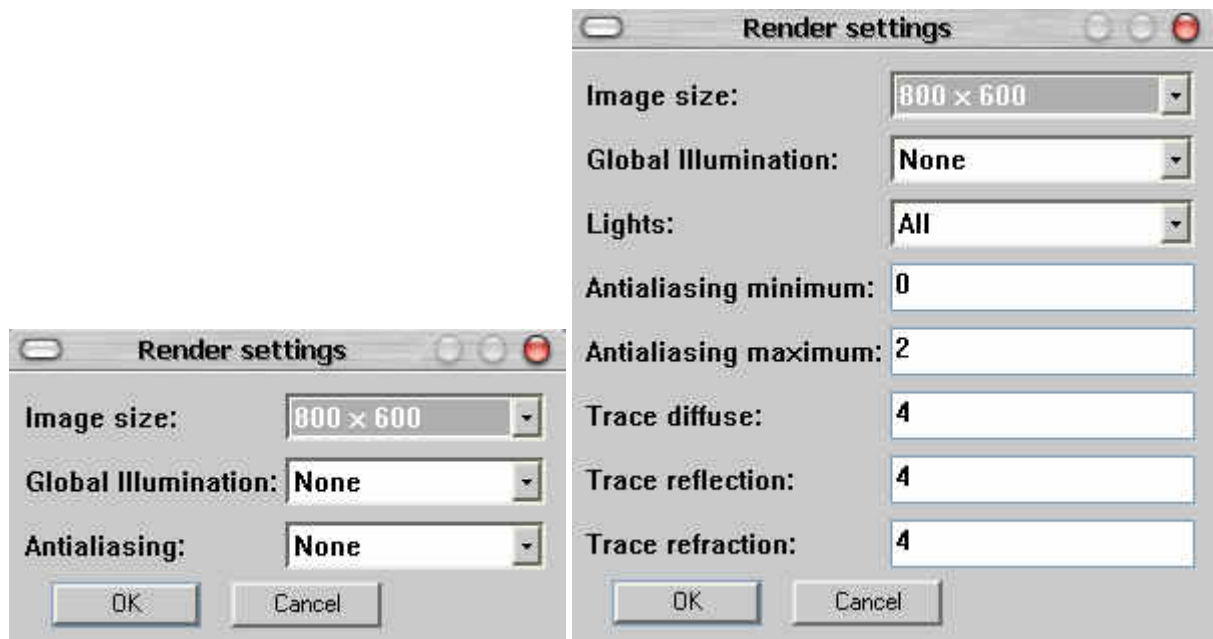 Render settings
Image size: 800 × 600
Global Illumination: None
Antialiasing: None
OK Cancel
Render settings
Image size: 800 × 600
Global Illumination: None
Lights: All
Antialiasing minimum: 0
Antialiasing maximum: 2
Trace diffuse: 4
Trace reflection: 4
Trace refraction: 4
OK Cancel